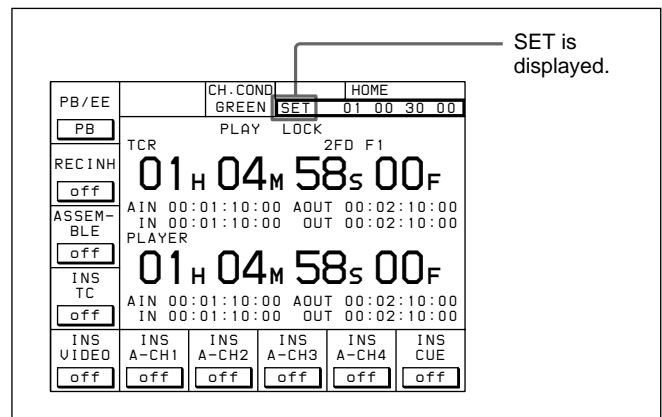 SET is
displayed.
PB/EE
PB
CH.COND
GREEN
SET
HOME
01 00 30 00
PLAY LOCK
TCR
2FD F1
01H 04M 58S 00F
AIN 00:01:10:00 AOUT 00:02:10:00
IN 00:01:10:00 OUT 00:02:10:00
PLAYER
01H 04M 58S 00F
AIN 00:01:10:00 AOUT 00:02:10:00
IN 00:01:10:00 OUT 00:02:10:00
RECINH
off
ASSEM-
BLE
off
INS
TC
off
INS
VIDEO
off
INS
A-CH1
off
INS
A-CH2
off
INS
A-CH3
off
INS
A-CH4
off
INS
CUE
off